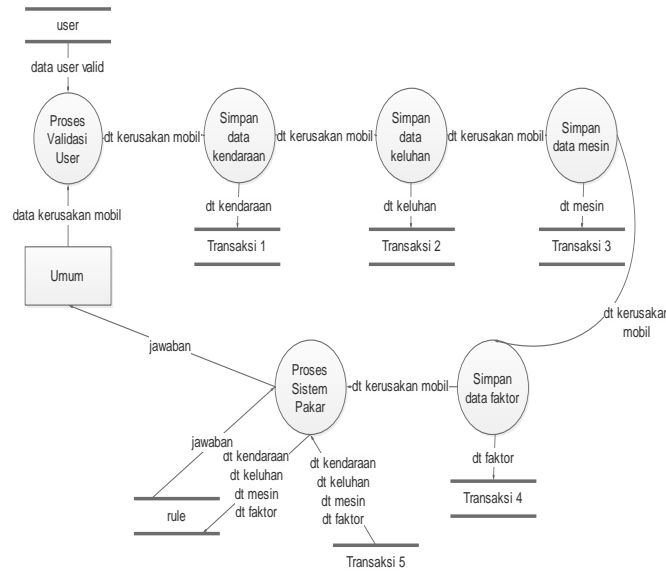 user
data user valid
Proses
Validasi
User
dt kerusakan mobil
Simpan
data
kendaraan
dt kerusakan mobil
Simpan
data
keluhan
dt kerusakan mobil
Simpan
data mesin
data kerusakan mobil
dt kendaraan
dt keluhan
dt mesin
Transaksi 1
Transaksi 2
Transaksi 3
Umum
dt kerusakan
mobil
jawaban
Proses
Sistem
Pakar
dt kerusakan mobil
Simpan
data faktor
jawaban
dt kendaraan
dt keluhan
dt mesin
dt faktor
dt kendaraan
dt keluhan
dt mesin
dt faktor
dt faktor
Transaksi 4
rule
Transaksi 5